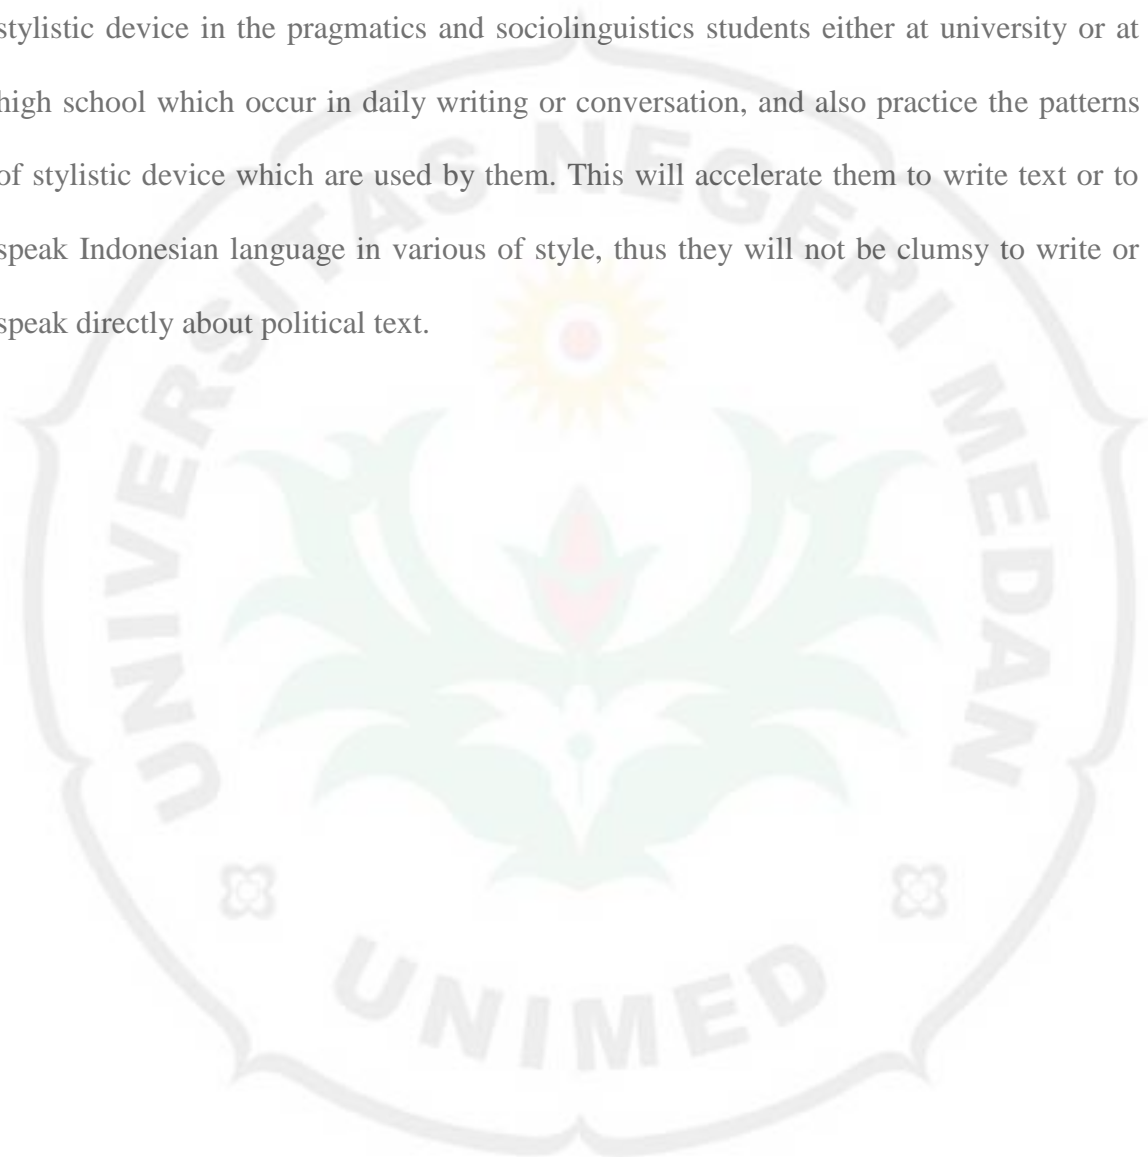 stylistic device in the pragmatics and sociolinguistics students either at university or at
high school which occur in daily writing or conversation, and also practice the patterns
of stylistic device which are used by them. This will accelerate them to write text or to
speak Indonesian language in various of style, thus they will not be clumsy to write or
speak directly about political text.
UNIVERSITAS NEGERI MEDAN
UNIMED